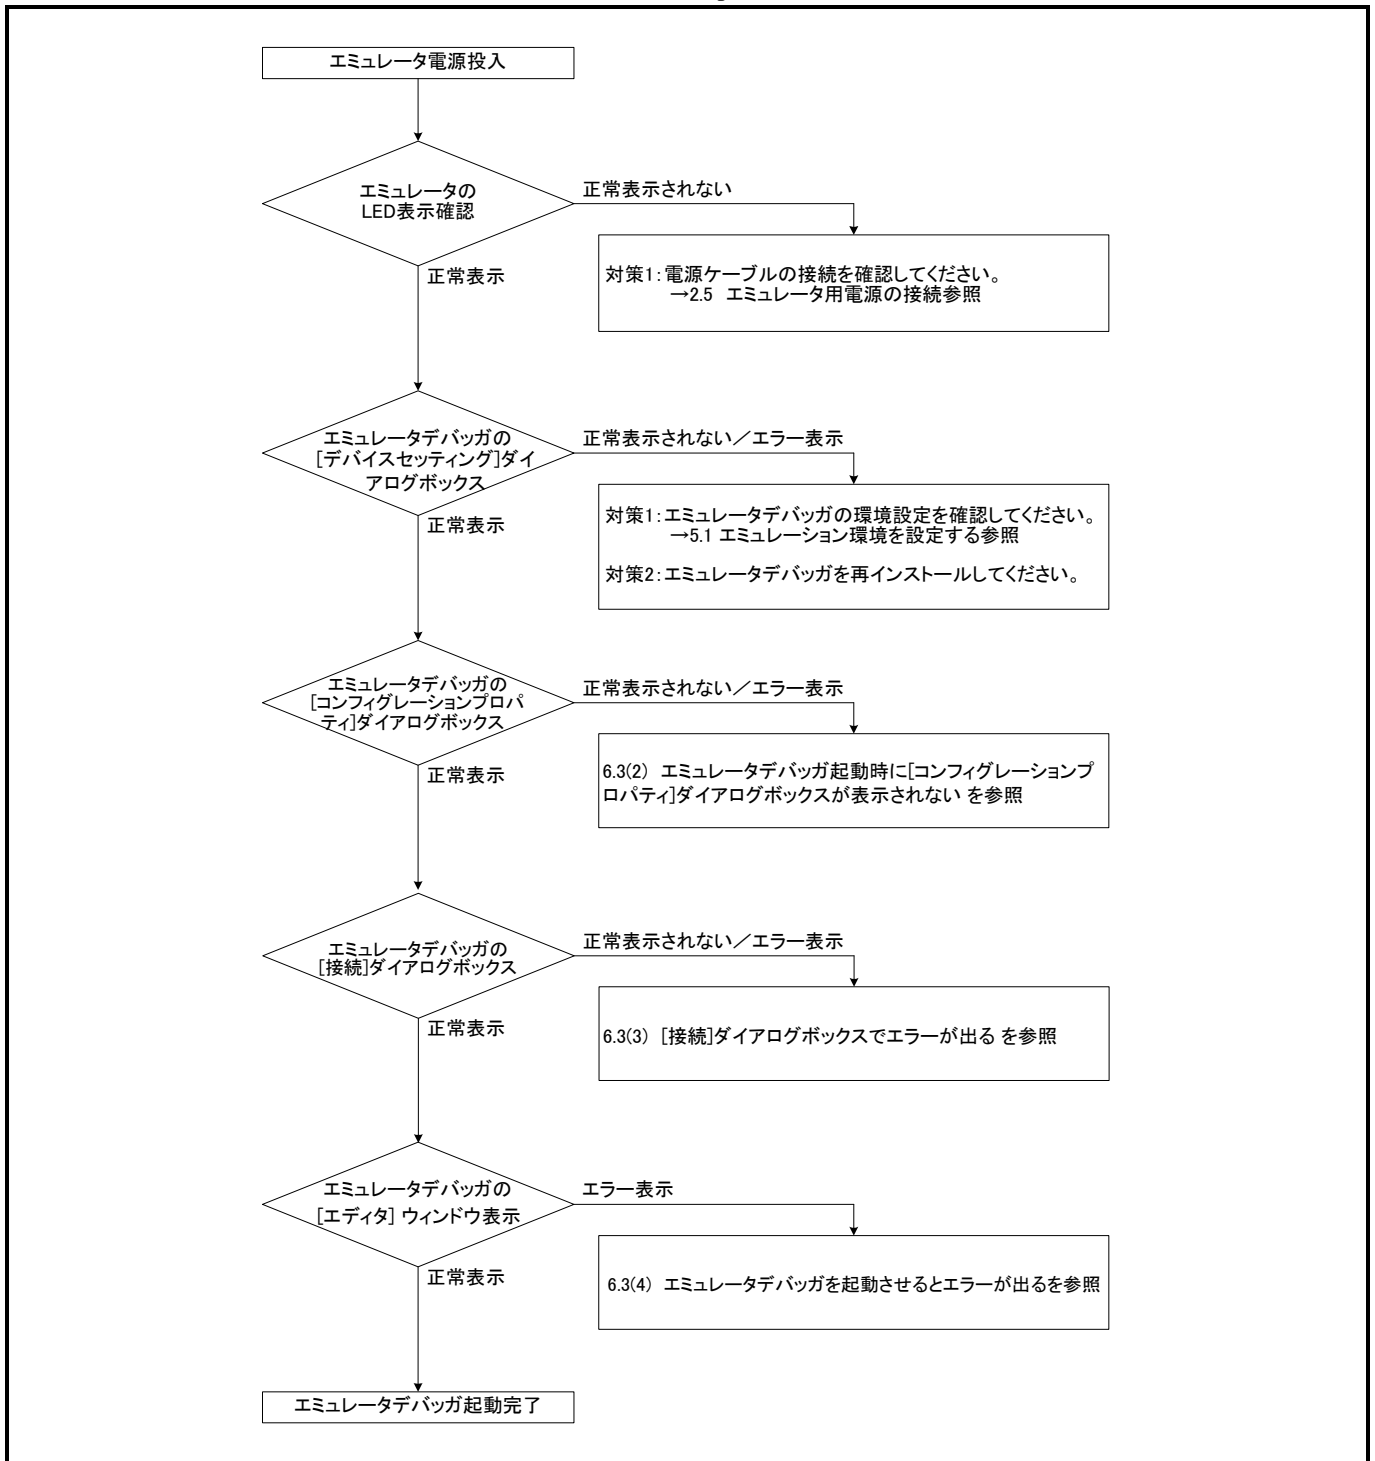 エミュレータ電源投入
エミュレータの
LED表示確認
正常表示されない
対策1：電源ケーブルの接続を確認してください。
→2.5 エミュレータ用電源の接続参照
正常表示
エミュレータデバッガの
[デバイスセッティング]ダイ
アログボックス
正常表示されない／エラー表示
対策1：エミュレータデバッガの環境設定を確認してください。
→5.1 エミュレーション環境を設定する参照
対策2：エミュレータデバッガを再インストールしてください。
正常表示
エミュレータデバッガの
[コンフィグレーションプロパ
ティ]ダイアログボックス
正常表示されない／エラー表示
6.3(2) エミュレータデバッガ起動時に[コンフィグレーションプ
ロパティ]ダイアログボックスが表示されない を参照
正常表示
エミュレータデバッガの
[接続]ダイアログボックス
正常表示されない／エラー表示
6.3(3) [接続]ダイアログボックスでエラーが出る を参照
正常表示
エミュレータデバッガの
[エディタ] ウィンドウ表示
エラー表示
6.3(4) エミュレータデバッガを起動させるとエラーが出るを参照
正常表示
エミュレータデバッガ起動完了